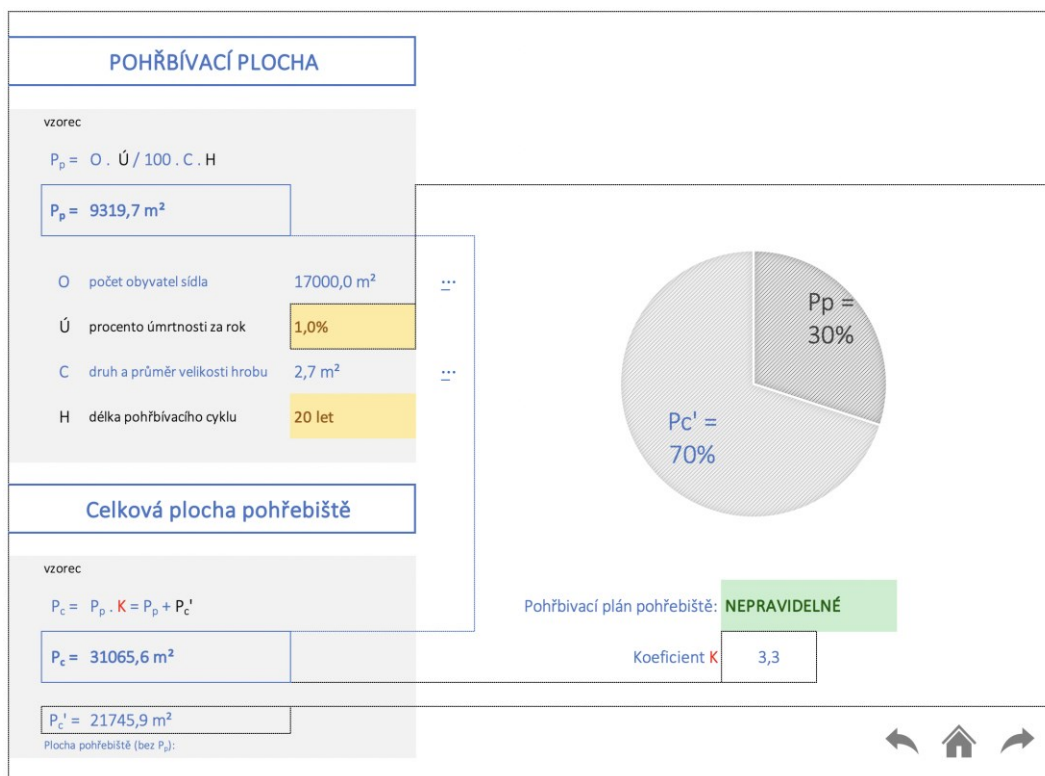 POHŘBÍVACÍ PLOCHA
vzorec
Pp = O . Ú / 100 . C . H
Pp = 9319,7 m²
O počet obyvatel sídla 17000,0 m² ...
Ú procento úmrtnosti za rok 1,0%
C druh a průměr velikosti hrobu 2,7 m² ...
H délka pohřbívacího cyklu 20 let
Pp =
30%
Pc' =
70%
Celková plocha pohřebiště
vzorec
Pc = Pp . K = Pp + Pc'
Pc = 31065,6 m²
Pc' = 21745,9 m²
Plocha pohřebiště (bez Pp):
Pohřbivací plán pohřebiště: NEPRAVIDELNÉ
Koeficient K 3,3